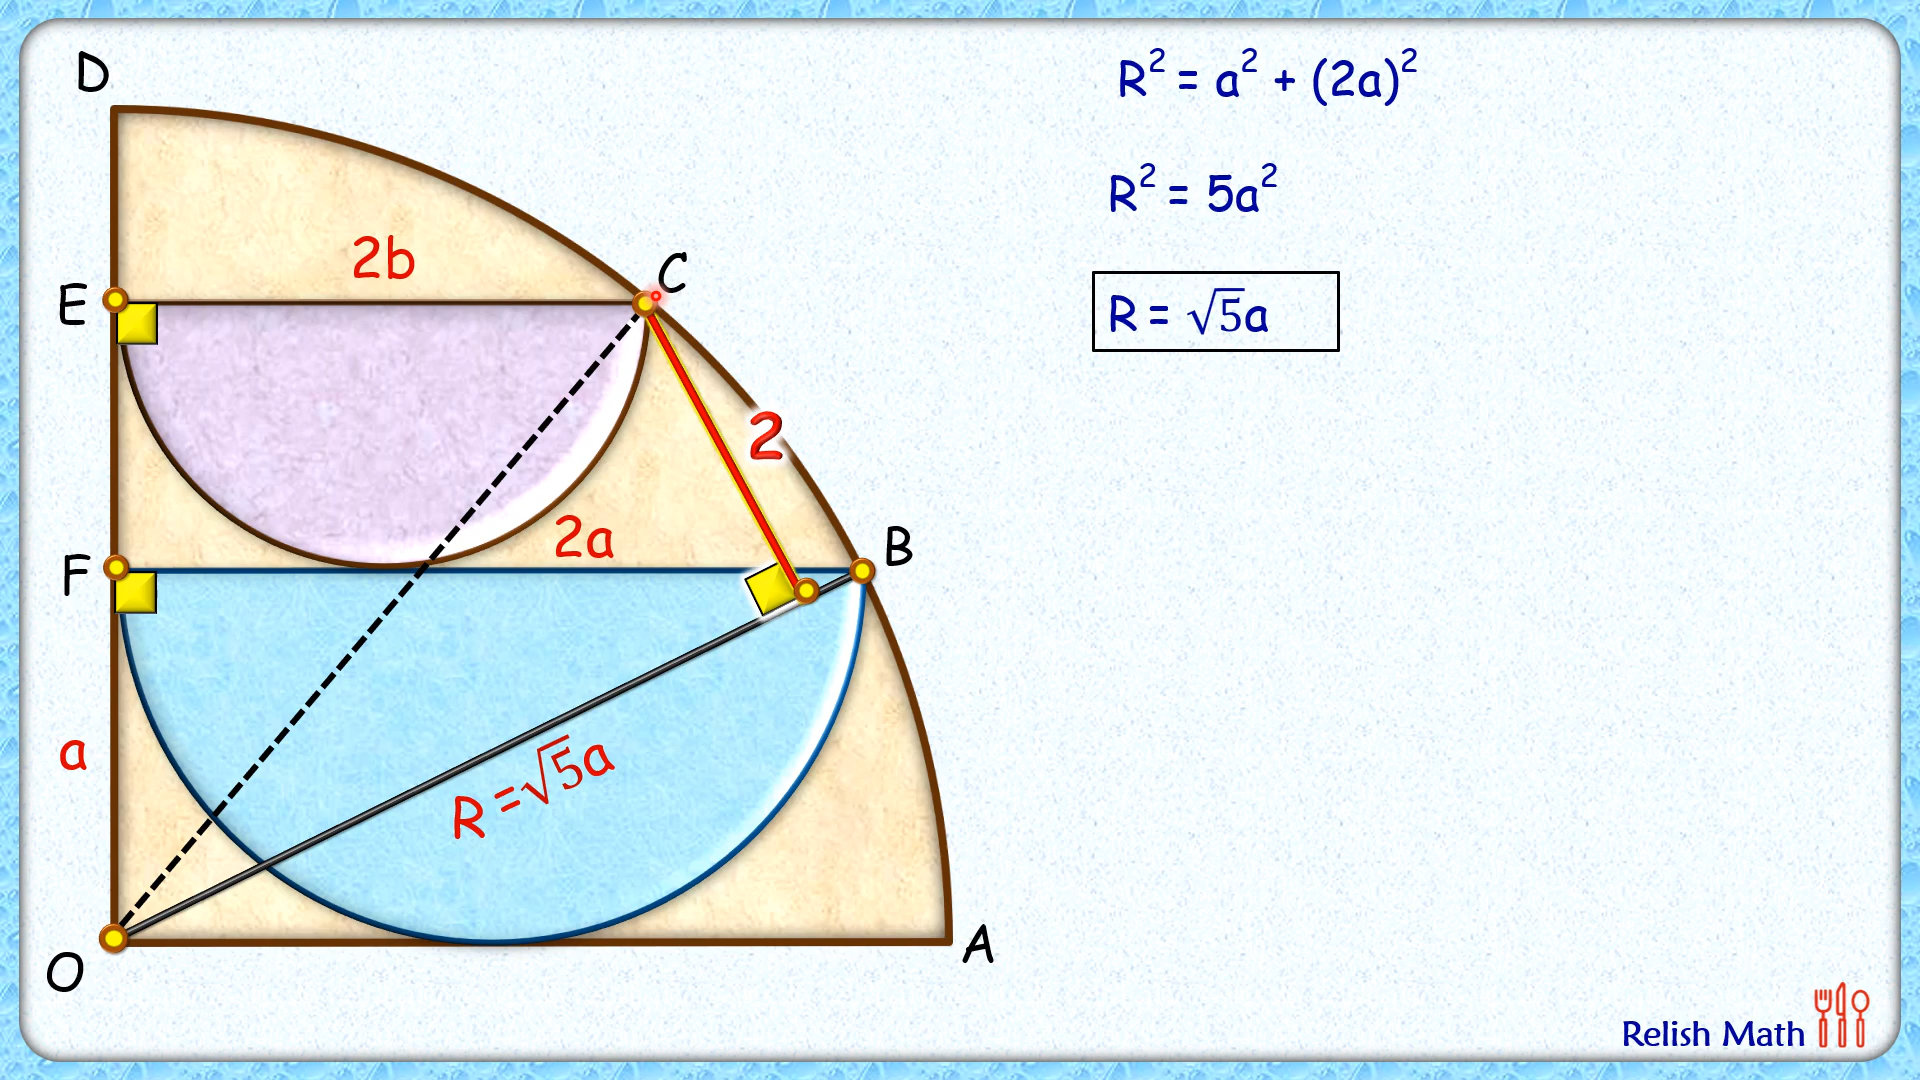 D
2b
C
E
2
2a
B
F
a
R = √5a
O
A
R² = a² + (2a)²
R² = 5a²
R = √5a
Relish Math